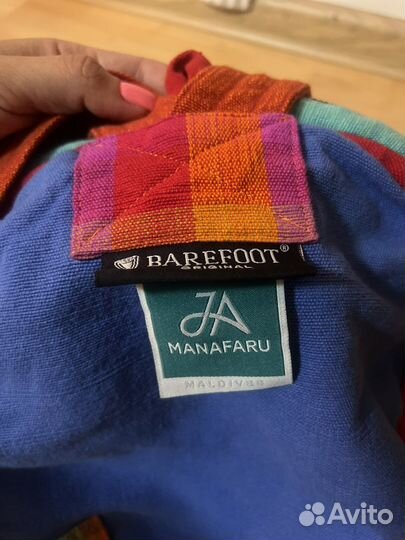 BAREFOOT®
ORIGINAL
JA
MANAFARU
MALDIVES
Avito